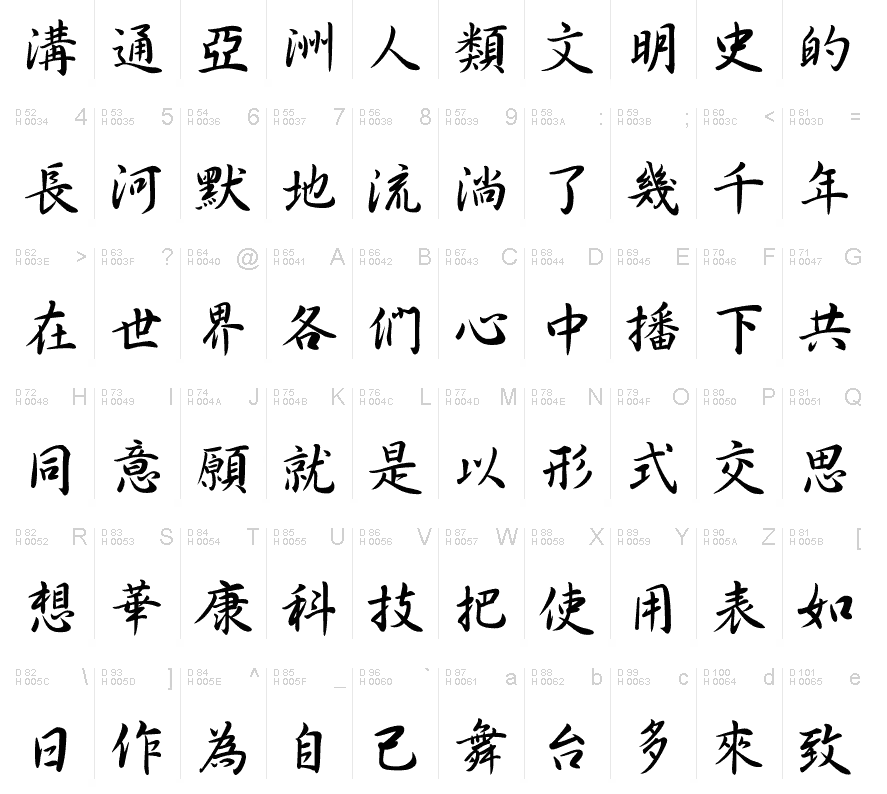 溝通亞洲人類文明史的
D 52 H 0034 4 D 53 H 0035 5 D 54 H 0036 6 D 55 H 0037 7 D 56 H 0038 8 D 57 H 0039 9 D 58 H 003A : D 59 H 003B ; D 60 H 003C < D 61 H 003D =
長河默地流淌了幾千年
D 62 H 003E > D 63 H 003F ? D 64 H 0040 @ D 65 H 0041 A D 66 H 0042 B D 67 H 0043 C D 68 H 0044 D D 69 H 0045 E D 70 H 0046 F D 71 H 0047 G
在世界各們心中播下共
D 72 H 0048 H D 73 H 0049 I D 74 H 004A J D 75 H 004B K D 76 H 004C L D 77 H 004D M D 78 H 004E N D 79 H 004F O D 80 H 0050 P D 81 H 0051 Q
同意願就是以形式交思
D 82 H 0052 R D 83 H 0053 S D 84 H 0054 T D 85 H 0055 U D 86 H 0056 V D 87 H 0057 W D 88 H 0058 X D 89 H 0059 Y D 90 H 005A Z D 81 H 005B [
想華康科技把使用表如
D 82 H 005C \ D 93 H 005D ] D 84 H 005E ^ D 85 H 005F _ D 96 H 0060 ` D 97 H 0061 a D 88 H 0062 b D 99 H 0063 c D 100 H 0064 d D 101 H 0065 e
日作為自己舞台多來致